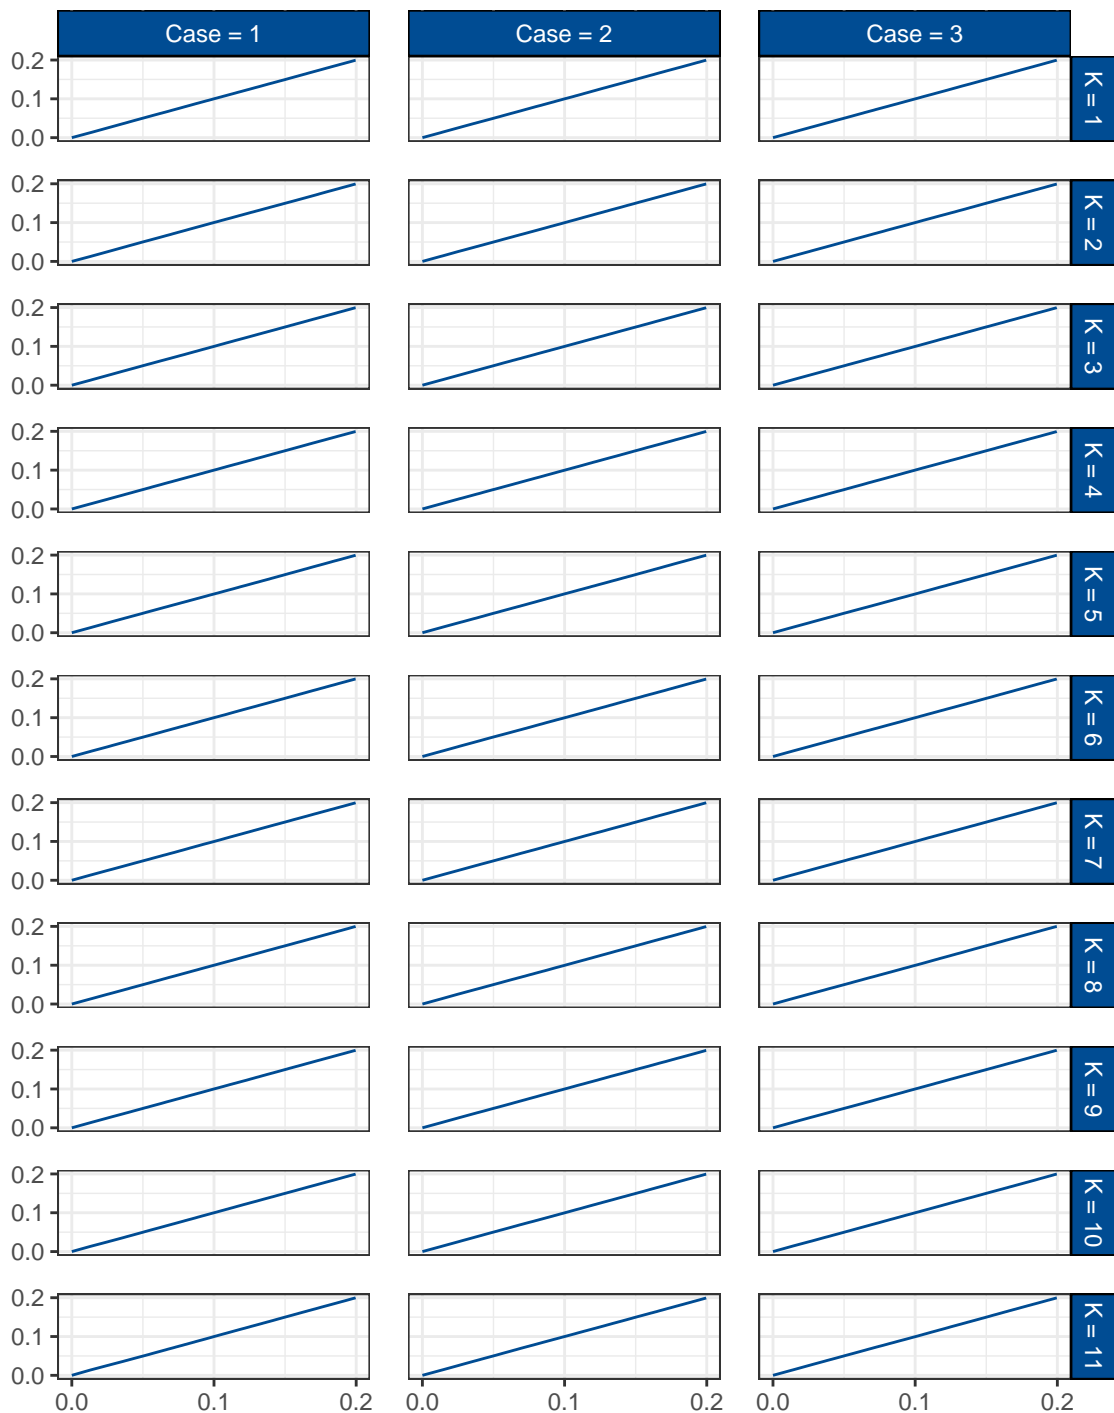 Case = 1
Case = 2
Case = 3
0.2
0.1
0.0
K = 1
0.2
0.1
0.0
K = 2
0.2
0.1
0.0
K = 3
0.2
0.1
0.0
K = 4
0.2
0.1
0.0
K = 5
0.2
0.1
0.0
K = 6
0.2
0.1
0.0
K = 7
0.2
0.1
0.0
K = 8
0.2
0.1
0.0
K = 9
0.2
0.1
0.0
K = 10
0.2
0.1
0.0
K = 11
0.0 0.1 0.2
0.0 0.1 0.2
0.0 0.1 0.2